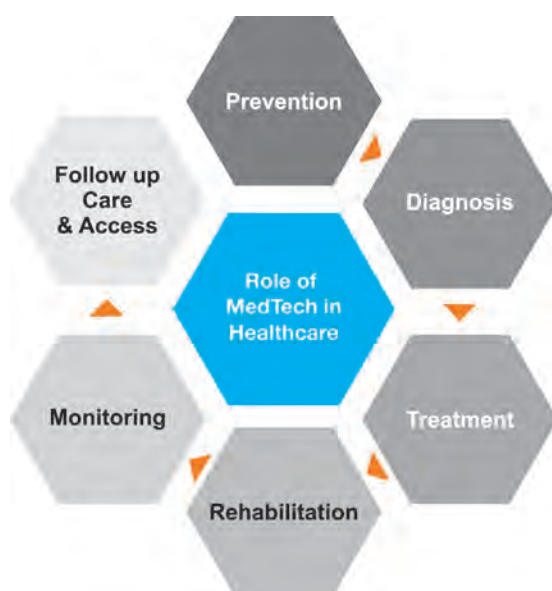 Prevention
Diagnosis
Treatment
Rehabilitation
Monitoring
Follow up
Care
& Access
Role of
MedTech in
Healthcare